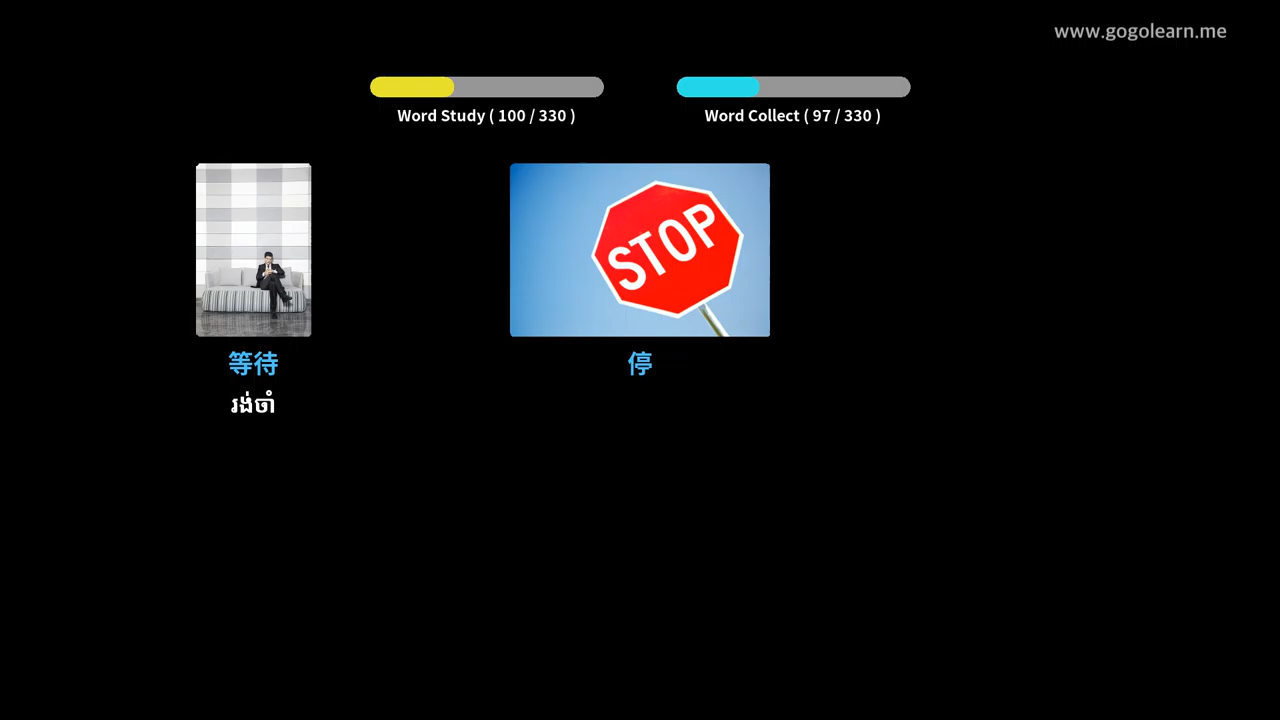 www.gogolearn.me
Word Study ( 100 / 330 )
Word Collect ( 97 / 330 )
STOP
等待
停
រង់ចាំ